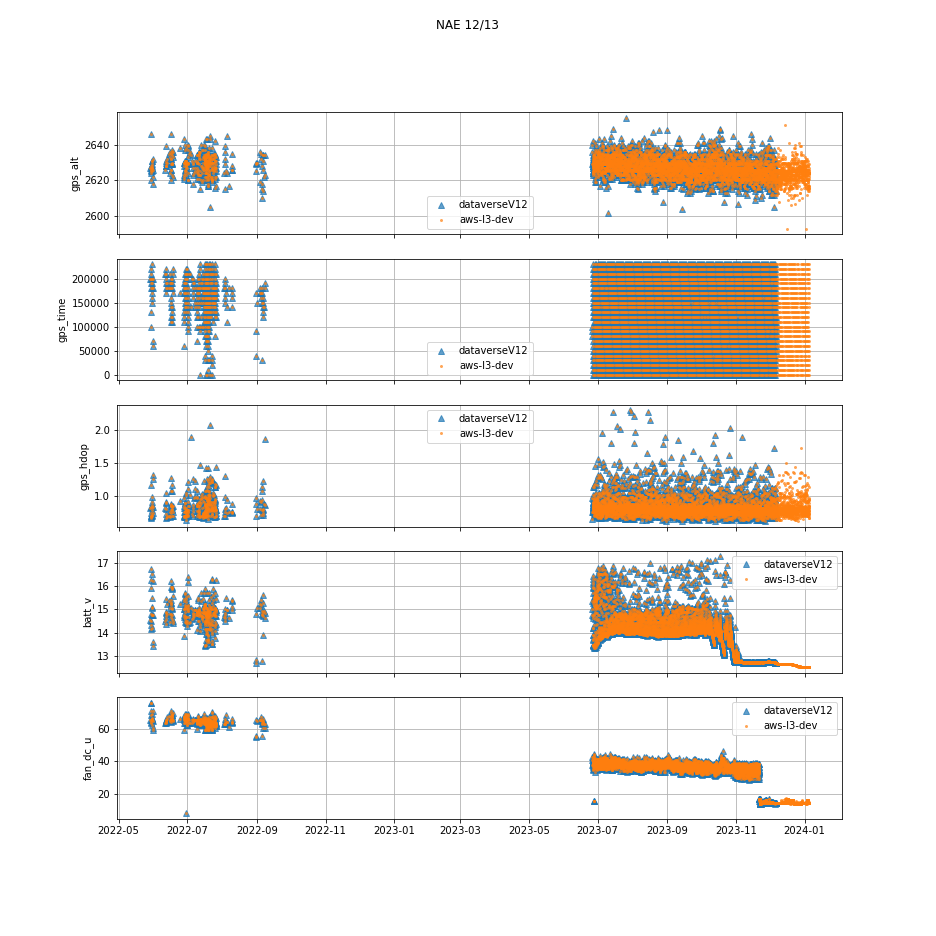 NAE 12/13
gps_alt
2640
2620
2600
dataverseV12
aws-l3-dev
gps_time
200000
150000
100000
50000
0
dataverseV12
aws-l3-dev
gps_hdop
2.0
1.5
1.0
dataverseV12
aws-l3-dev
batt_v
17
16
15
14
13
dataverseV12
aws-l3-dev
fan_dc_u
60
40
20
dataverseV12
aws-l3-dev
2022-05 2022-07 2022-09 2022-11 2023-01 2023-03 2023-05 2023-07 2023-09 2023-11 2024-01